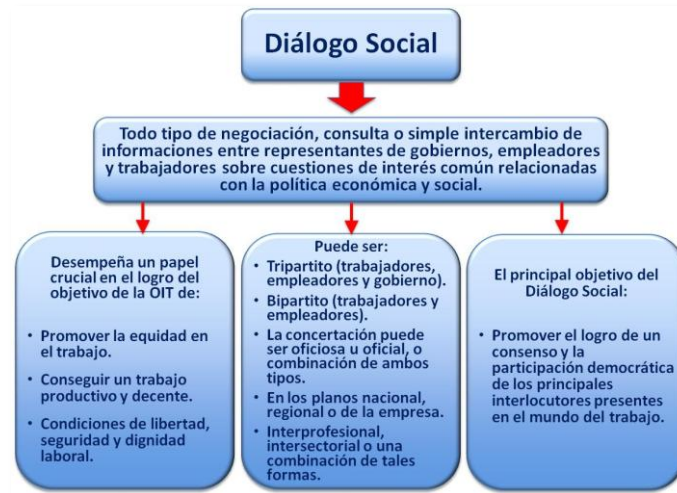 Diálogo Social
Todo tipo de negociación, consulta o simple intercambio de
informaciones entre representantes de gobiernos, empleadores
y trabajadores sobre cuestiones de interés común relacionadas
con la política económica y social.
Desempeña un papel
crucial en el logro del
objetivo de la OIT de:
• Promover la equidad en
el trabajo.
• Conseguir un trabajo
productivo y decente.
• Condiciones de libertad,
seguridad y dignidad
laboral.
Puede ser:
• Tripartito (trabajadores,
empleadores y gobierno).
• Bipartito (trabajadores y
empleadores).
• La concertación puede
ser oficiosa u oficial, o
combinación de ambos
tipos.
• En los planos nacional,
regional o de la empresa.
• Interprofesional,
intersectorial o una
combinación de tales
formas.
El principal objetivo del
Diálogo Social:
• Promover el logro de un
consenso y la
participación democrática
de los principales
interlocutores presentes
en el mundo del trabajo.